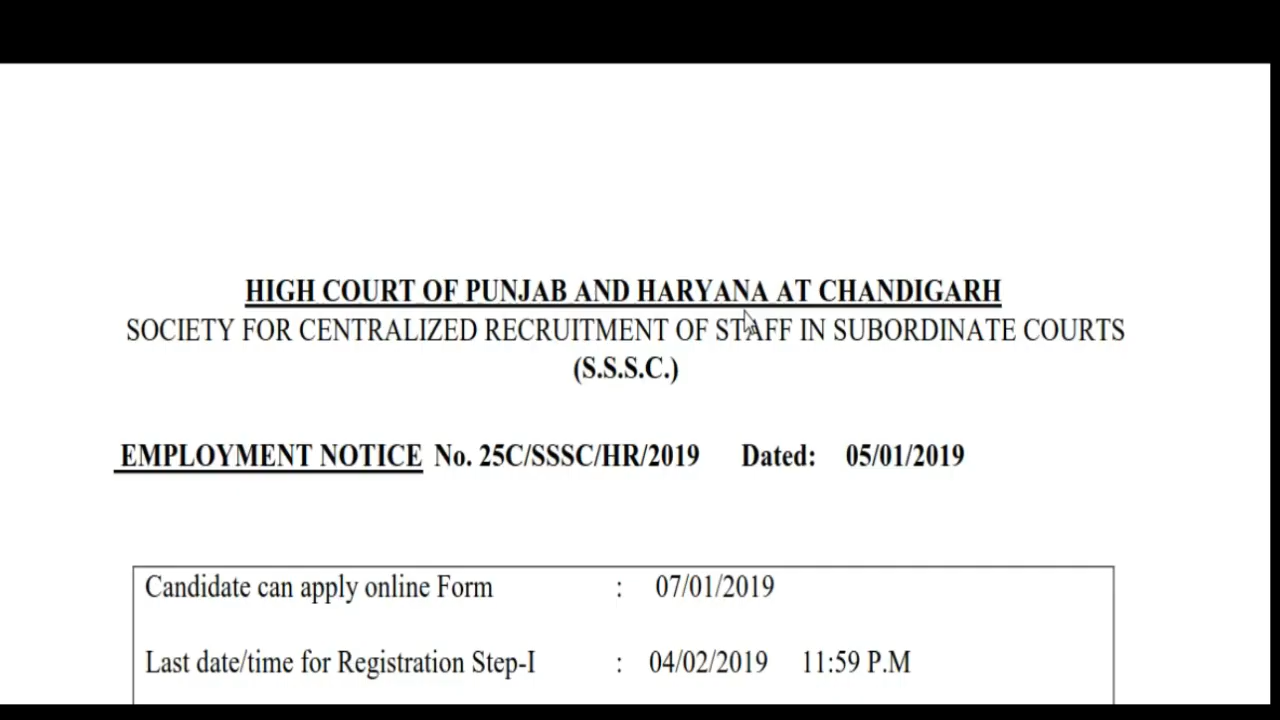 HIGH COURT OF PUNJAB AND HARYANA AT CHANDIGARH
SOCIETY FOR CENTRALIZED RECRUITMENT OF STAFF IN SUBORDINATE COURTS
(S.S.S.C.)
EMPLOYMENT NOTICE No. 25C/SSSC/HR/2019 Dated: 05/01/2019
Candidate can apply online Form : 07/01/2019
Last date/time for Registration Step-I : 04/02/2019 11:59 P.M